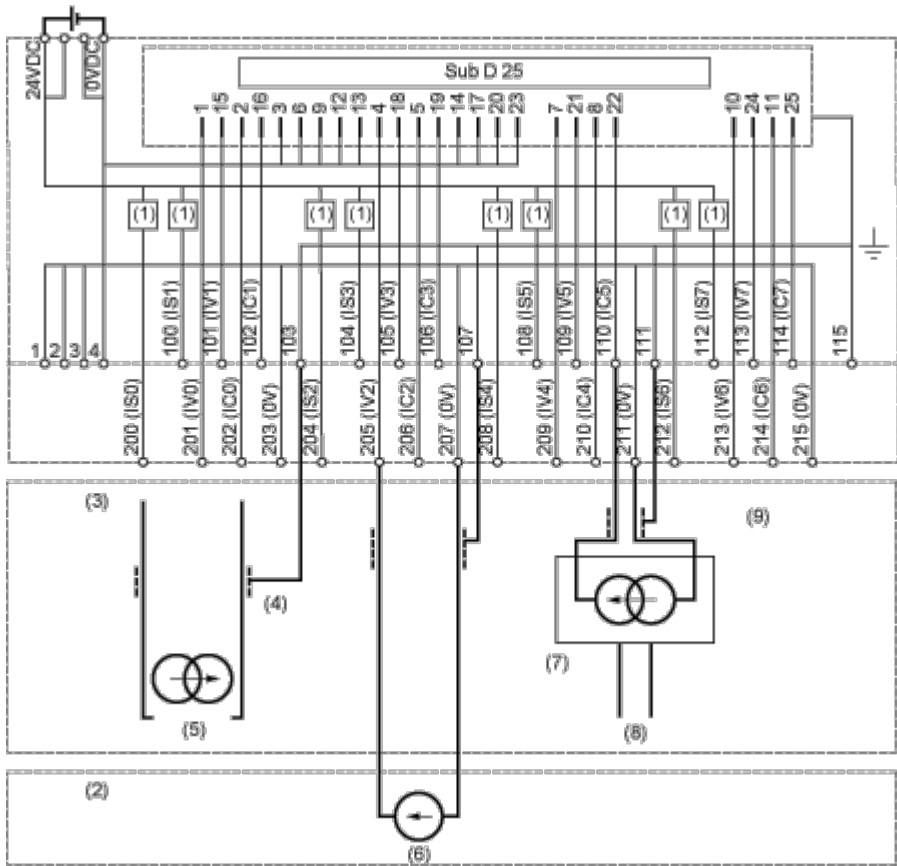 24VDC
0VDC
Sub D 25
1 15 2 16 3 6 9 12 13 4 18 5 19 14 17 20 23 7 21 8 22 10 24 11 25
(1) (1) (1) (1) (1) (1) (1) (1)
1 2 3 4 100 (IS1) 101 (IV1) 102 (IC1) 103 104 (IS3) 105 (IV3) 106 (IC3) 107 108 (IS5) 109 (IV5) 110 (IC5) 111 112 (IS7) 113 (IV7) 114 (IC7) 115
200 (IS0) 201 (IV0) 202 (IC0) 203 (0V) 204 (IS2) 205 (IV2) 206 (IC2) 207 (0V) 208 (IS4) 209 (IV4) 210 (IC4) 211 (0V) 212 (IS6) 213 (IV6) 214 (IC6) 215 (0V)
(3)
(9)
(4)
(7)
(5)
(8)
(2)
(6)